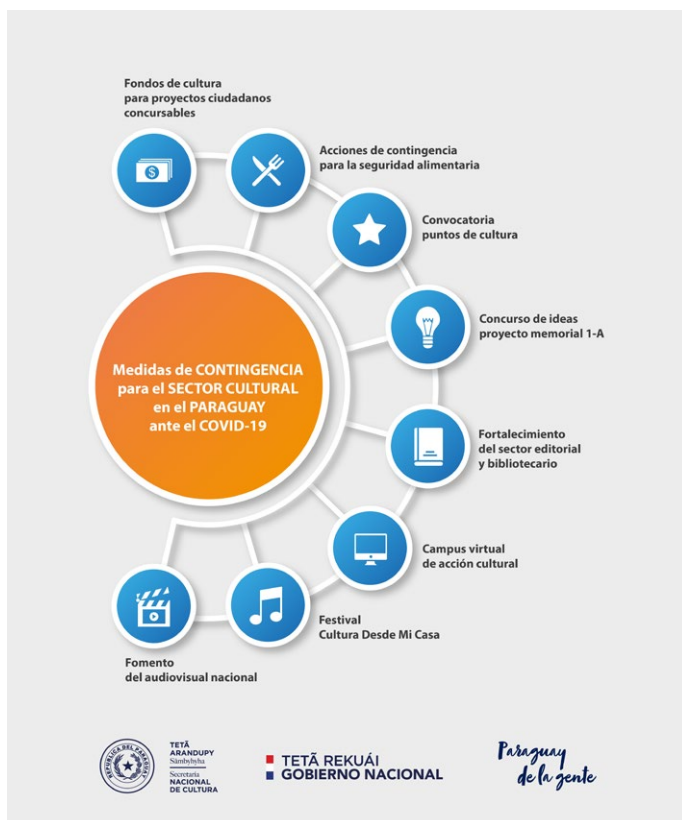 Fondos de cultura
para proyectos ciudadanos
concursables
Acciones de contingencia
para la seguridad alimentaria
Convocatoria
puntos de cultura
Concurso de ideas
proyecto memorial 1-A
Medidas de CONTINGENCIA
para el SECTOR CULTURAL
en el PARAGUAY
ante el COVID-19
Fortalecimiento
del sector editorial
y bibliotecario
Campus virtual
de acción cultural
Festival
Cultura Desde Mi Casa
Fomento
del audiovisual nacional
REPUBLICA DEL PARAGUAY
TETÃ
ARANDUPY
Sãmbyhyha
Secretaría
NACIONAL
DE CULTURA
TETÃ REKUÁI
GOBIERNO NACIONAL
Paraguay
de la gente